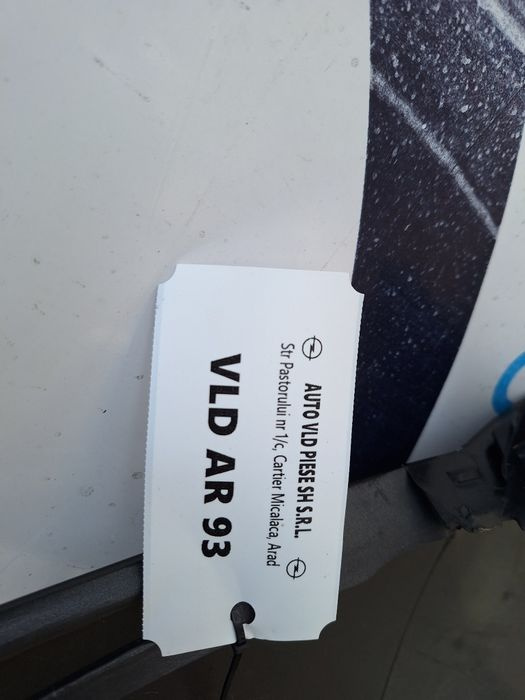 AUTO VLD PIESE SH S.R.L.
Str Pastorului nr 1/c, Cartier Micalaca, Arad
VLD AR 93